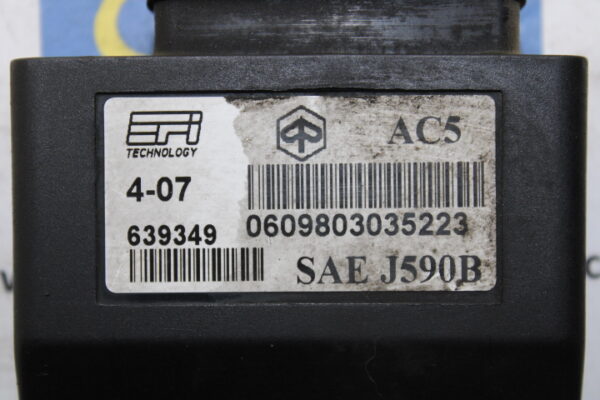 EFI
TECHNOLOGY
AC5
4-07
639349
0609803035223
SAE J590B